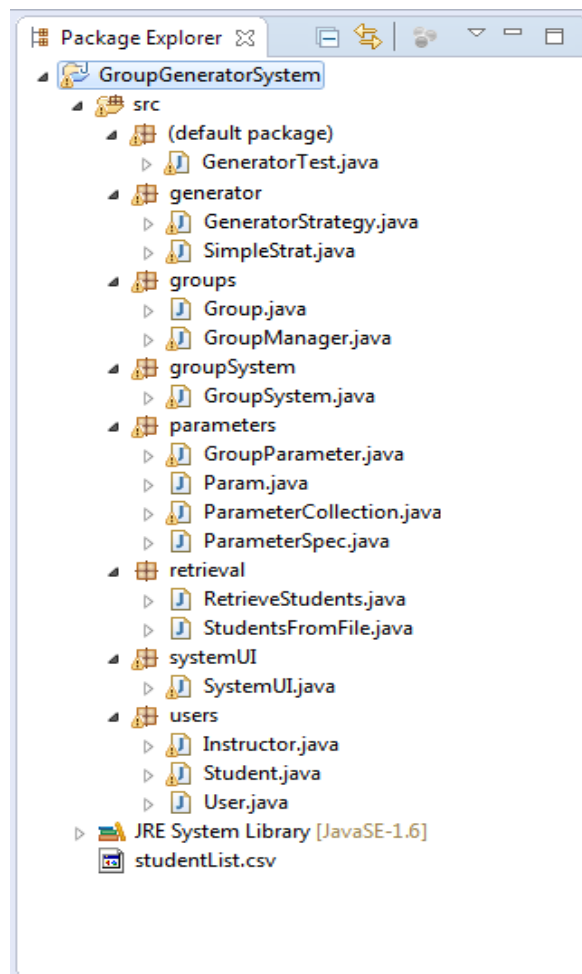 Package Explorer
GroupGeneratorSystem
src
(default package)
GeneratorTest.java
generator
GeneratorStrategy.java
SimpleStrat.java
groups
Group.java
GroupManager.java
groupSystem
GroupSystem.java
parameters
GroupParameter.java
Param.java
ParameterCollection.java
ParameterSpec.java
retrieval
RetrieveStudents.java
StudentsFromFile.java
systemUI
SystemUI.java
users
Instructor.java
Student.java
User.java
JRE System Library [JavaSE-1.6]
studentList.csv